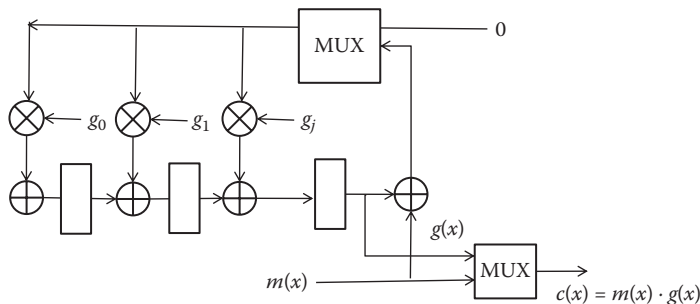 MUX
0
g0
g1
gj
g(x)
m(x)
MUX
c(x) = m(x) · g(x)